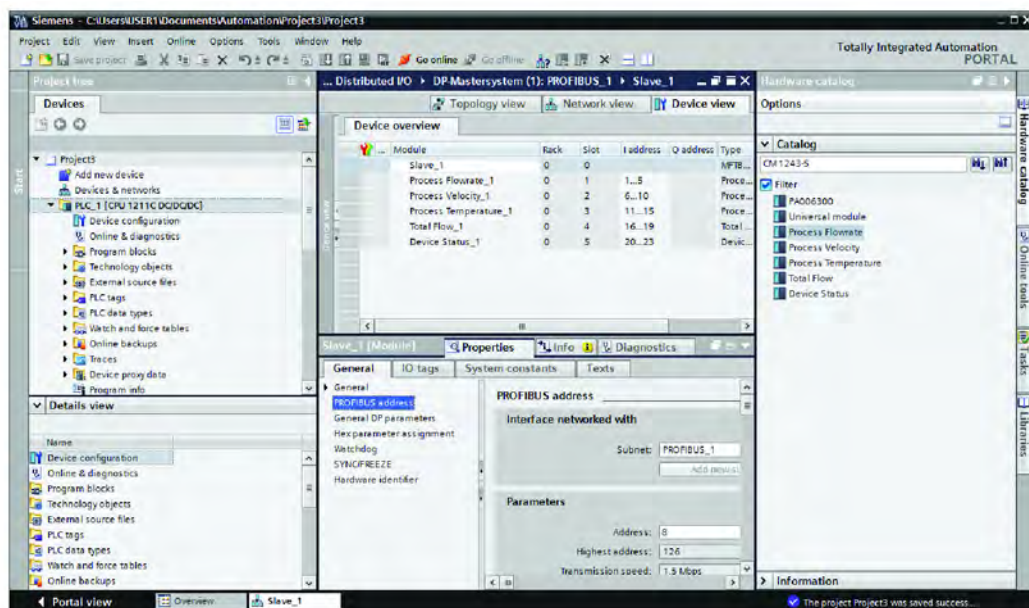 Siemens - C:\Users\USER1\Documents\Automation\Project3\Project3
Project Edit View Insert Online Options Tools Window Help
Totally Integrated Automation
PORTAL
Save project
Go online
Go offline
Project tree
Devices
Project3
Add new device
Devices & networks
PLC_1 [CPU 1211C DC/DC/DC]
Device configuration
Online & diagnostics
Program blocks
Technology objects
External source files
PLC tags
PLC data types
Watch and force tables
Online backups
Traces
Device proxy data
Program info
Details view
Name
Device configuration
Online & diagnostics
Program blocks
Technology objects
External source files
PLC tags
PLC data types
Watch and force tables
Online backups
Start
... Distributed I/O DP-Mastersystem (1): PROFIBUS_1 Slave_1
Topology view Network view Device view
Device overview
... Module Rack Slot I address Q address Type
Slave_1 0 0
Process Flowrate_1 0 1 1...5 Proce...
Process Velocity_1 0 2 6...10 Proce...
Process Temperature_1 0 3 11...15 Proce...
Total Flow_1 0 4 16...19 Total ...
Device Status_1 0 5 20...23 Devic...
Slave_1 [Module]
Properties Info Diagnostics
General IO tags System constants Texts
General
PROFIBUS address
General DP parameters
Hex parameter assignment
Watchdog
SYNC/FREEZE
Hardware identifier
PROFIBUS address
Interface networked with
Subnet: PROFIBUS_1
Parameters
Address: 8
Highest address: 126
Transmission speed: 1.5 Mbps
Hardware catalog
Options
Catalog
CM 1243-5
Filter
PA006300
Universal module
Process Flowrate
Process Velocity
Process Temperature
Total Flow
Device Status
Information
Hardware catalog
Online tools
Tasks
Libraries
Portal view Overview Slave_1
The project Project3 was saved success...